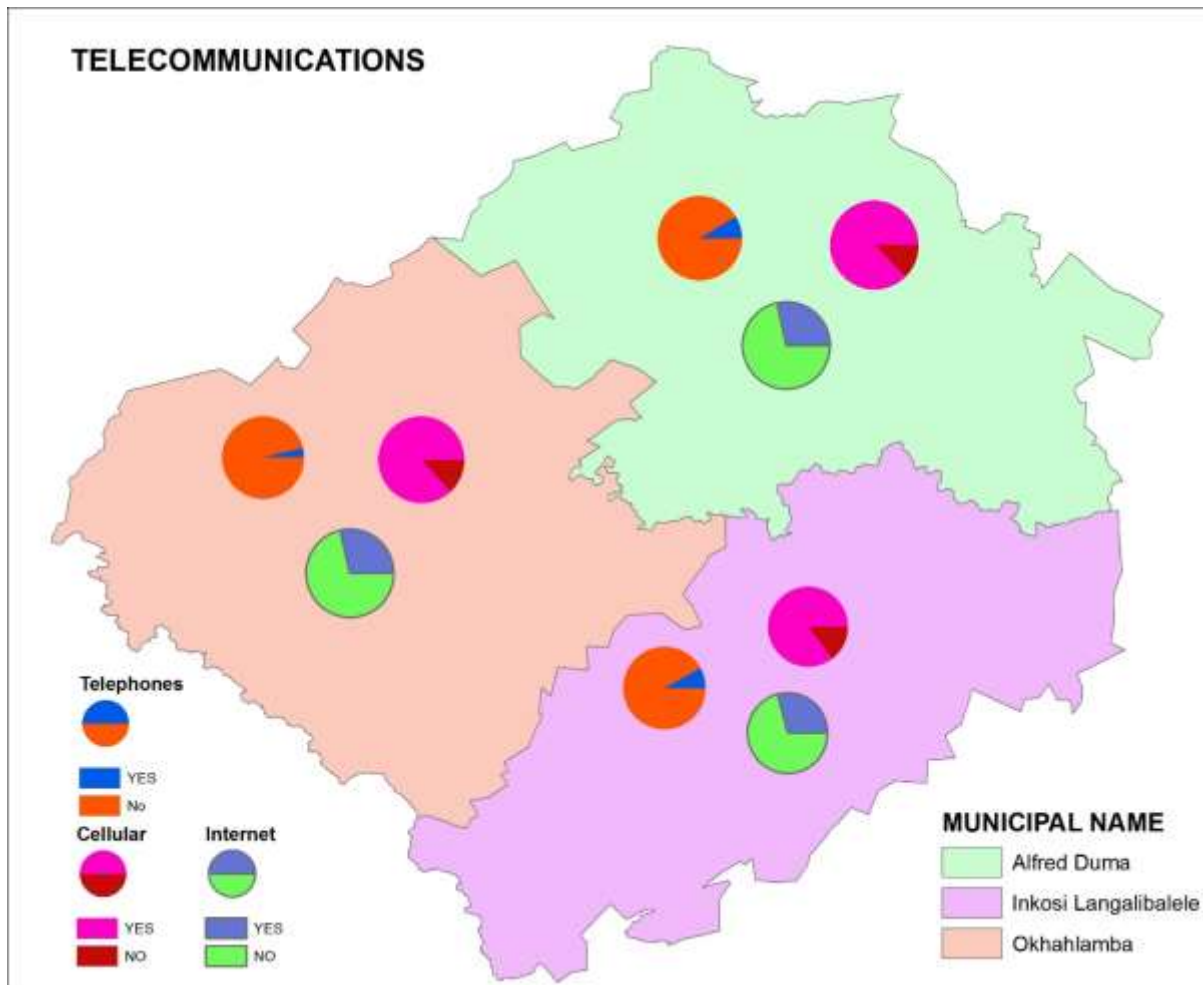 TELECOMMUNICATIONS
Telephones
YES
No
Cellular
YES
NO
Internet
YES
NO
MUNICIPAL NAME
Alfred Duma
Inkosi Langalibalele
Okhahlamba